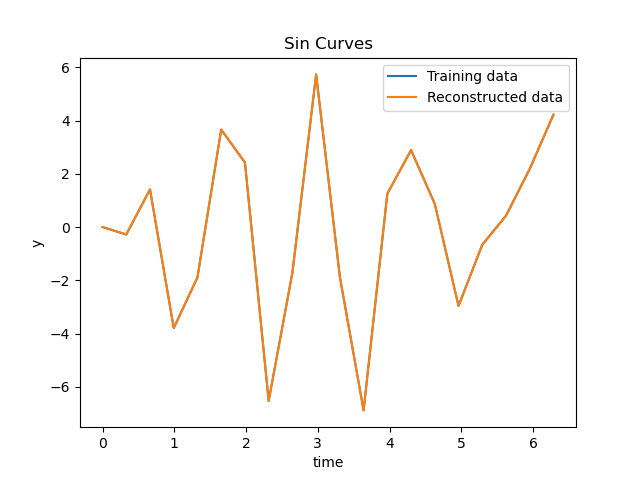 Sin Curves
Training data
Reconstructed data
6
4
2
0
−2
−4
−6
y
0 1 2 3 4 5 6
time